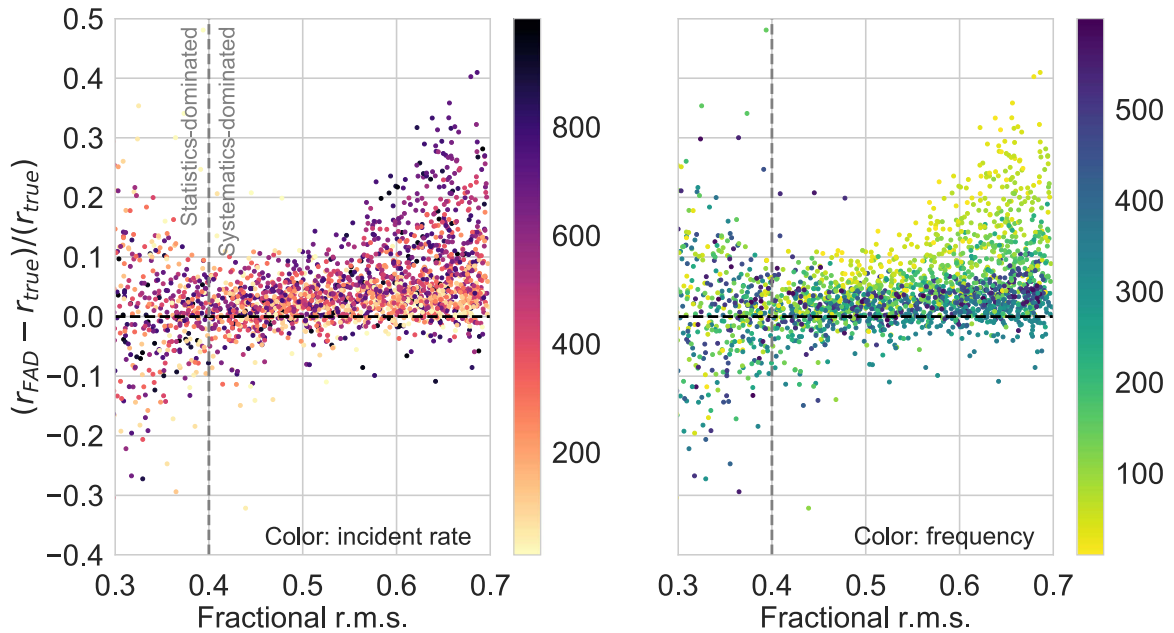 (r_FAD − r_true)/(r_true)
0.5
0.4
0.3
0.2
0.1
0.0
−0.1
−0.2
−0.3
−0.4
Statistics-dominated
Systematics-dominated
Color: incident rate
0.3 0.4 0.5 0.6 0.7
Fractional r.m.s.
800
600
400
200
Color: frequency
0.3 0.4 0.5 0.6 0.7
Fractional r.m.s.
500
400
300
200
100